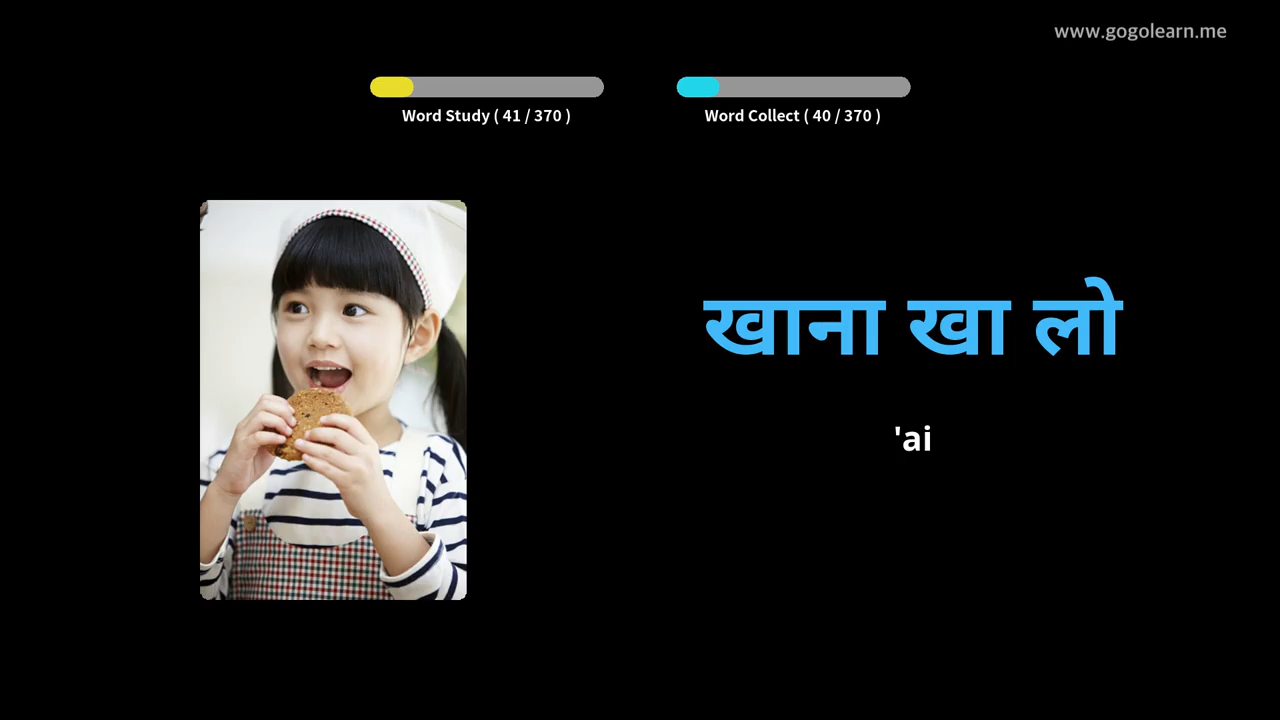 www.gogolearn.me
Word Study ( 41 / 370 )
Word Collect ( 40 / 370 )
खाना खा लो
'ai